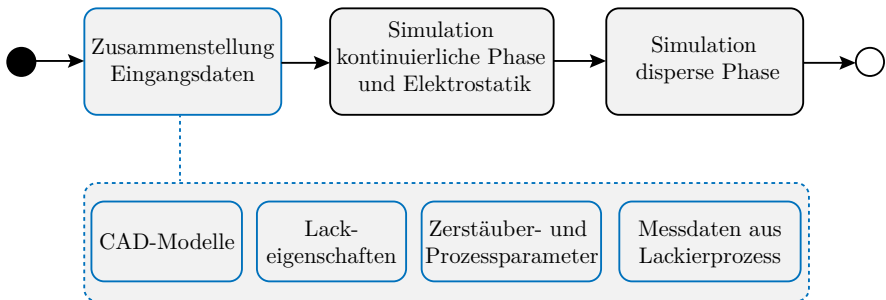 Zusammenstellung
Eingangsdaten
Simulation
kontinuierliche Phase
und Elektrostatik
Simulation
disperse Phase
CAD-Modelle
Lack-
eigenschaften
Zerstäuber- und
Prozessparameter
Messdaten aus
Lackierprozess